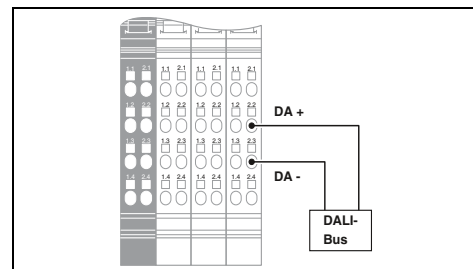 1.1 2.1 1.1 2.1 1.1 2.1 1.1 2.1
1.2 2.2 1.2 2.2 1.2 2.2 1.2 2.2
DA +
1.3 2.3 1.3 2.3 1.3 2.3 1.3 2.3
DA -
1.4 2.4 1.4 2.4 1.4 2.4 1.4 2.4
DALI-
Bus